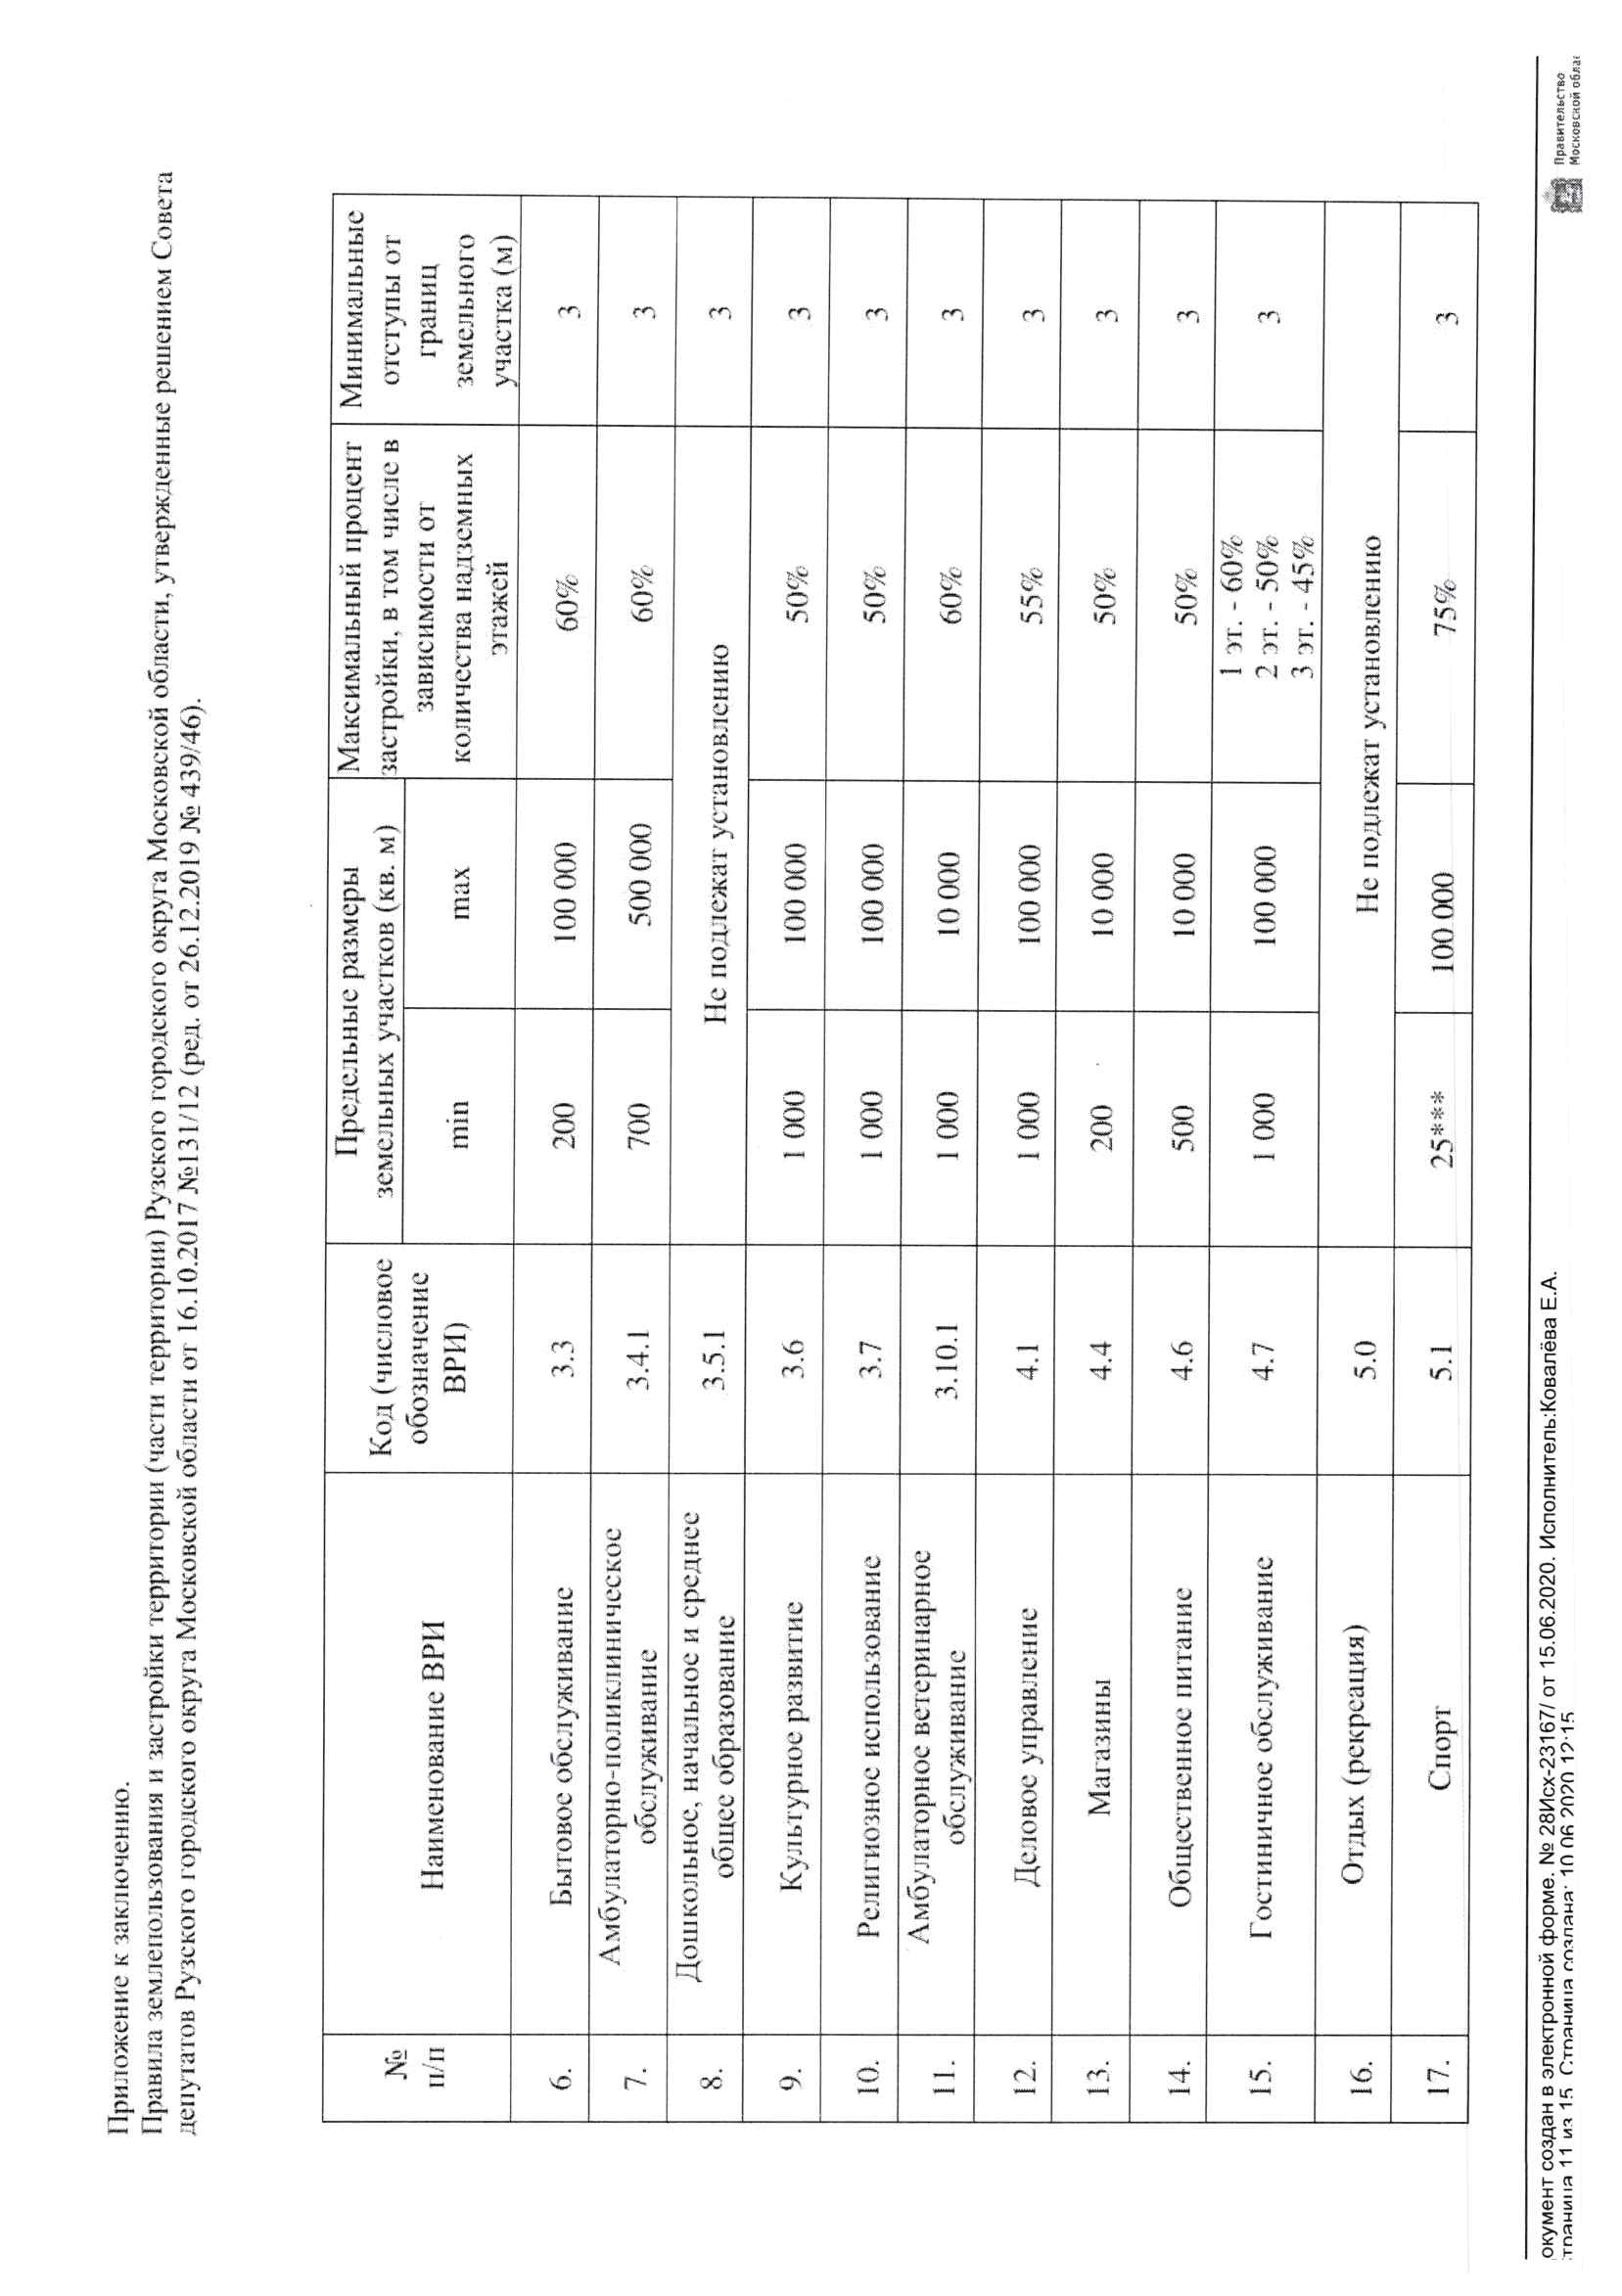 Приложение к заключению.
Правила землепользования и застройки территории (части территории) Рузского городского округа Московской области, утвержденные решением Совета
депутатов Рузского городского округа Московской области от 16.10.2017 №131/12 (ред. от 26.12.2019 № 439/46).
№
п/п
Наименование ВРИ
Код (числовое
обозначение
ВРИ)
Предельные размеры
земельных участков (кв. м)
min
max
Максимальный процент
застройки, в том числе в
зависимости от
количества надземных
этажей
Минимальные
отступы от
границ
земельного
участка (м)
6. Бытовое обслуживание 3.3 200 100 000 60% 3
7. Амбулаторно-поликлиническое
обслуживание 3.4.1 700 500 000 60% 3
8. Дошкольное, начальное и среднее
общее образование 3.5.1 Не подлежат установлению 3
9. Культурное развитие 3.6 1 000 100 000 50% 3
10. Религиозное использование 3.7 1 000 100 000 50% 3
11. Амбулаторное ветеринарное
обслуживание 3.10.1 1 000 10 000 60% 3
12. Деловое управление 4.1 1 000 100 000 55% 3
13. Магазины 4.4 200 10 000 50% 3
14. Общественное питание 4.6 500 10 000 50% 3
15. Гостиничное обслуживание 4.7 1 000 100 000 1 эт. - 60%
2 эт. - 50%
3 эт. - 45% 3
16. Отдых (рекреация) 5.0 Не подлежат установлению
17. Спорт 5.1 25*** 100 000 75% 3
окумент создан в электронной форме. № 28Исх-23167/ от 15.06.2020. Исполнитель:Ковалёва Е.А.
траница 11 из 15. Страница создана: 10.06.2020 12:15
Правительство
Московской облас